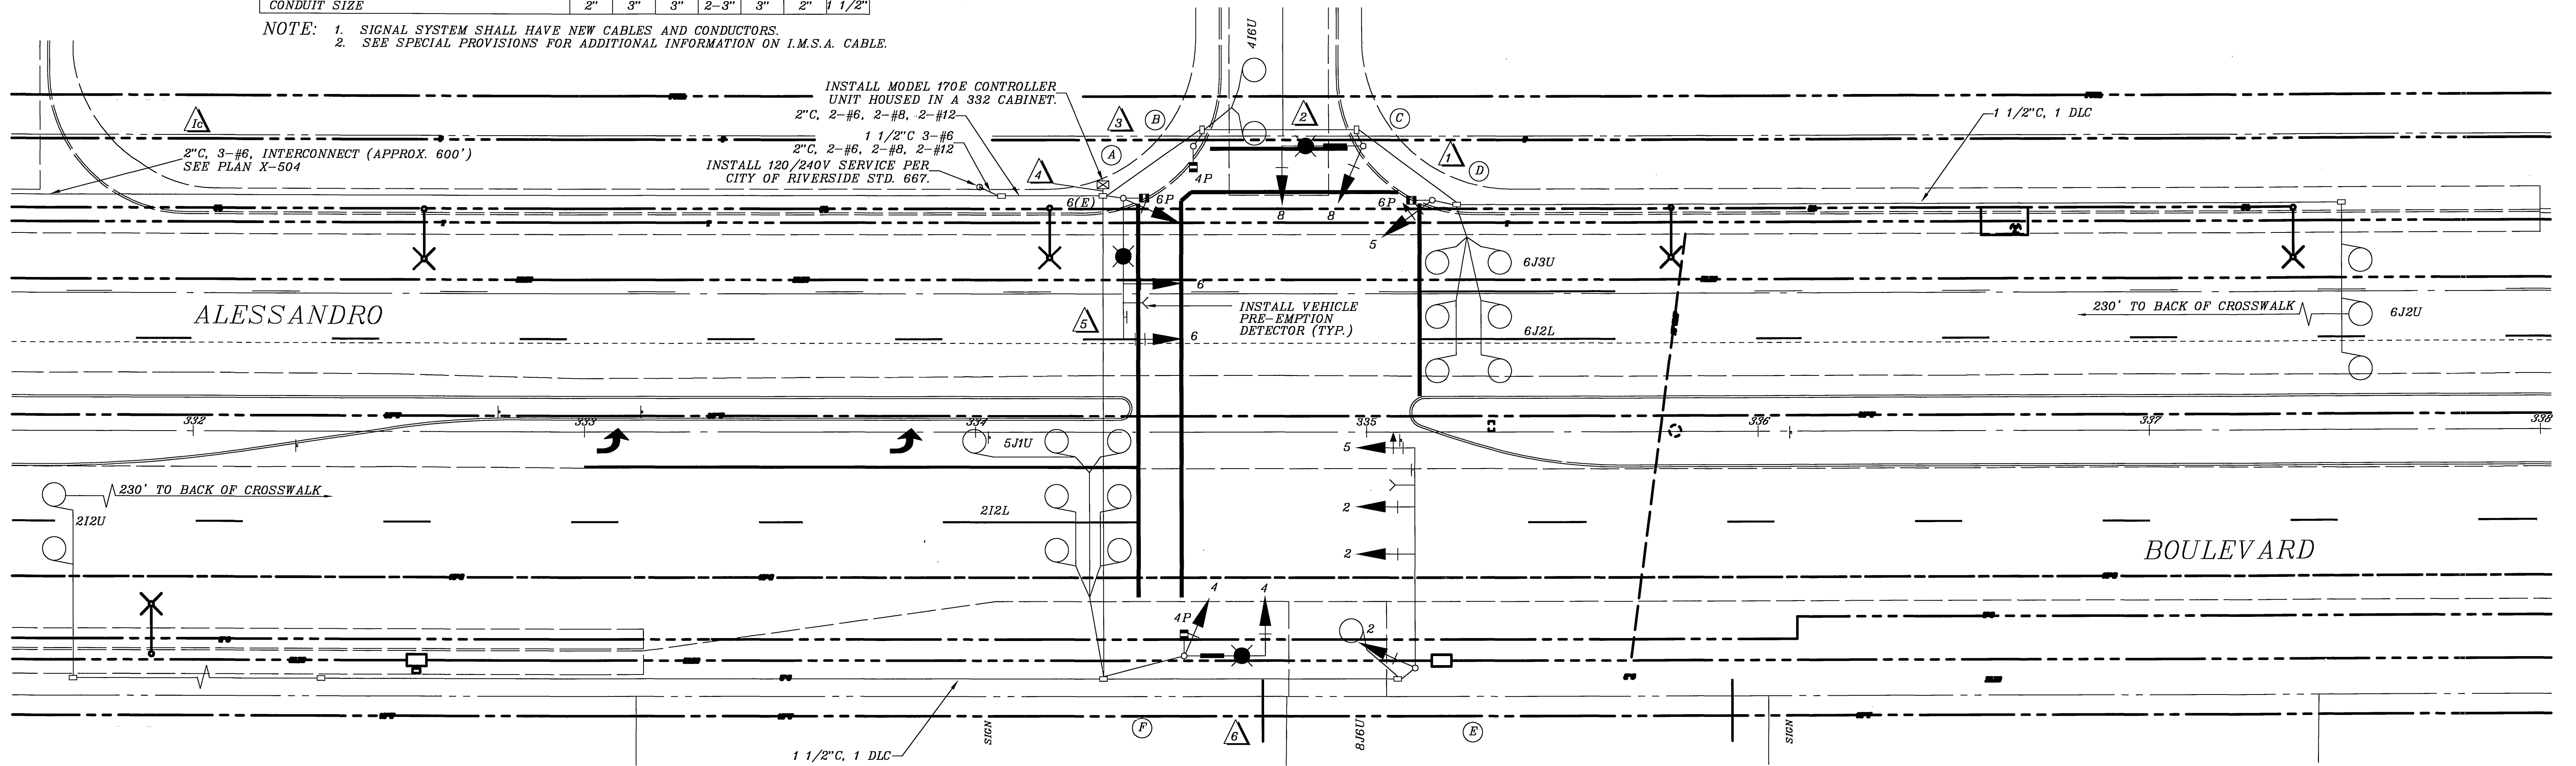 CONDUIT SIZE 2" 3" 3" 2-3" 3" 2" 1 1/2"
NOTE: 1. SIGNAL SYSTEM SHALL HAVE NEW CABLES AND CONDUCTORS.
2. SEE SPECIAL PROVISIONS FOR ADDITIONAL INFORMATION ON I.M.S.A. CABLE.
4I6U
INSTALL MODEL 170E CONTROLLER
UNIT HOUSED IN A 332 CABINET.
2"C, 2-#6, 2-#8, 2-#12
1 1/2"C 3-#6
2"C, 2-#6, 2-#8, 2-#12
INSTALL 120/240V SERVICE PER
CITY OF RIVERSIDE STD. 667.
1c
2"C, 3-#6, INTERCONNECT (APPROX. 600')
SEE PLAN X-504
3
B
2
C
1 1/2"C, 1 DLC
A
4
1
D
4P
6(E)
6P
8
8
6P
5
6J3U
6
ALESSANDRO
5
INSTALL VEHICLE
PRE-EMPTION
DETECTOR (TYP.)
6
6J2L
230' TO BACK OF CROSSWALK
6J2U
332
333
334
335
336
337
338
5J1U
5
230' TO BACK OF CROSSWALK
2I2U
2I2L
2
2
BOULEVARD
4
4
4P
2
SIGN
F
6
8J6U
E
SIGN
1 1/2"C, 1 DLC